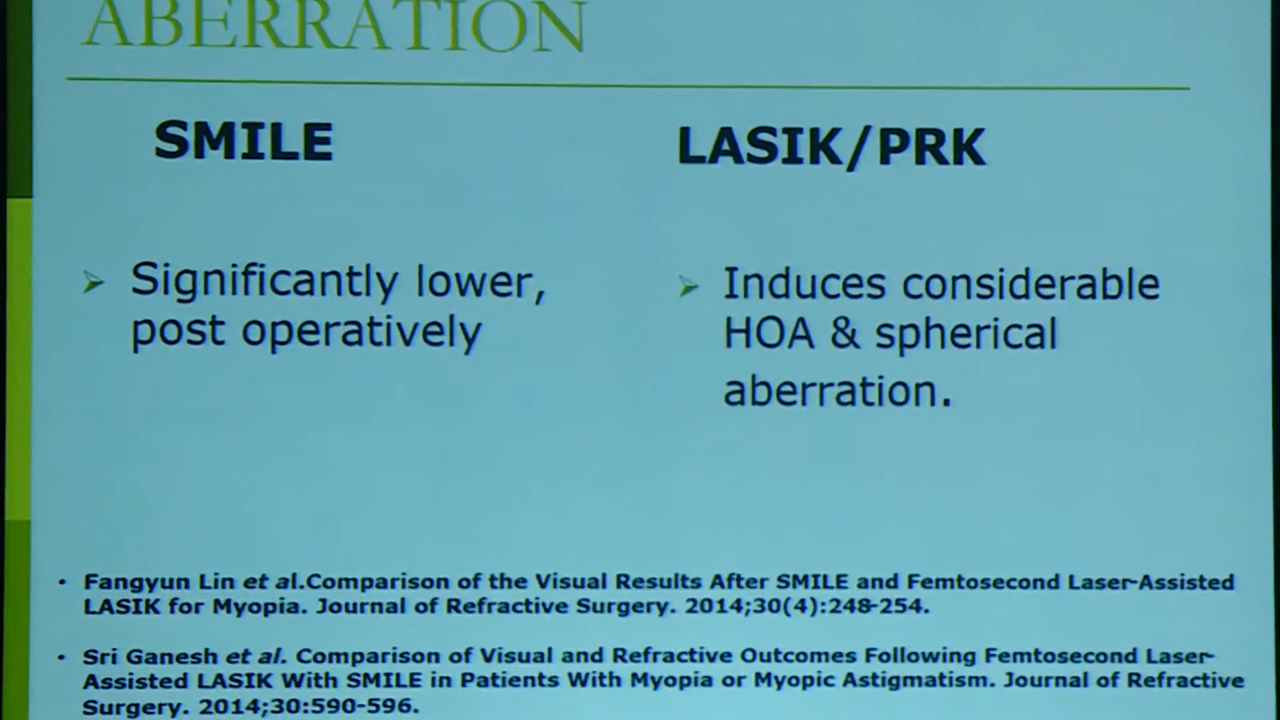 ABERRATION
SMILE
LASIK/PRK
Significantly lower,
post operatively
Induces considerable
HOA & spherical
aberration.
• Fangyun Lin et al.Comparison of the Visual Results After SMILE and Femtosecond Laser-Assisted
LASIK for Myopia. Journal of Refractive Surgery. 2014;30(4):248-254.
• Sri Ganesh et al. Comparison of Visual and Refractive Outcomes Following Femtosecond Laser-
Assisted LASIK With SMILE in Patients With Myopia or Myopic Astigmatism. Journal of Refractive
Surgery. 2014;30:590-596.